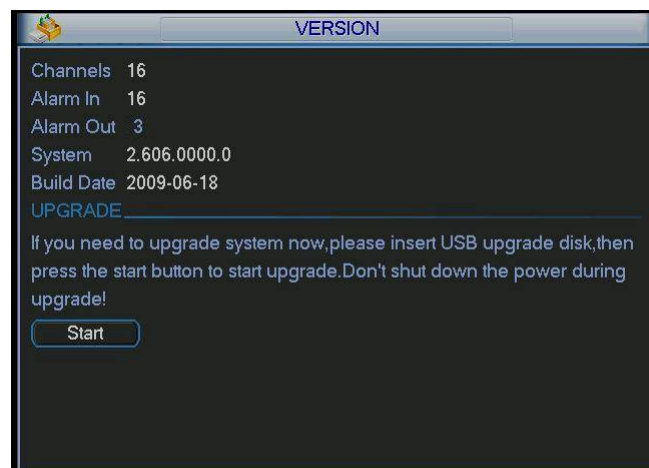 VERSION
Channels 16
Alarm In 16
Alarm Out 3
System 2.606.0000.0
Build Date 2009-06-18
UPGRADE
If you need to upgrade system now,please insert USB upgrade disk,then
press the start button to start upgrade.Don't shut down the power during
upgrade!
Start